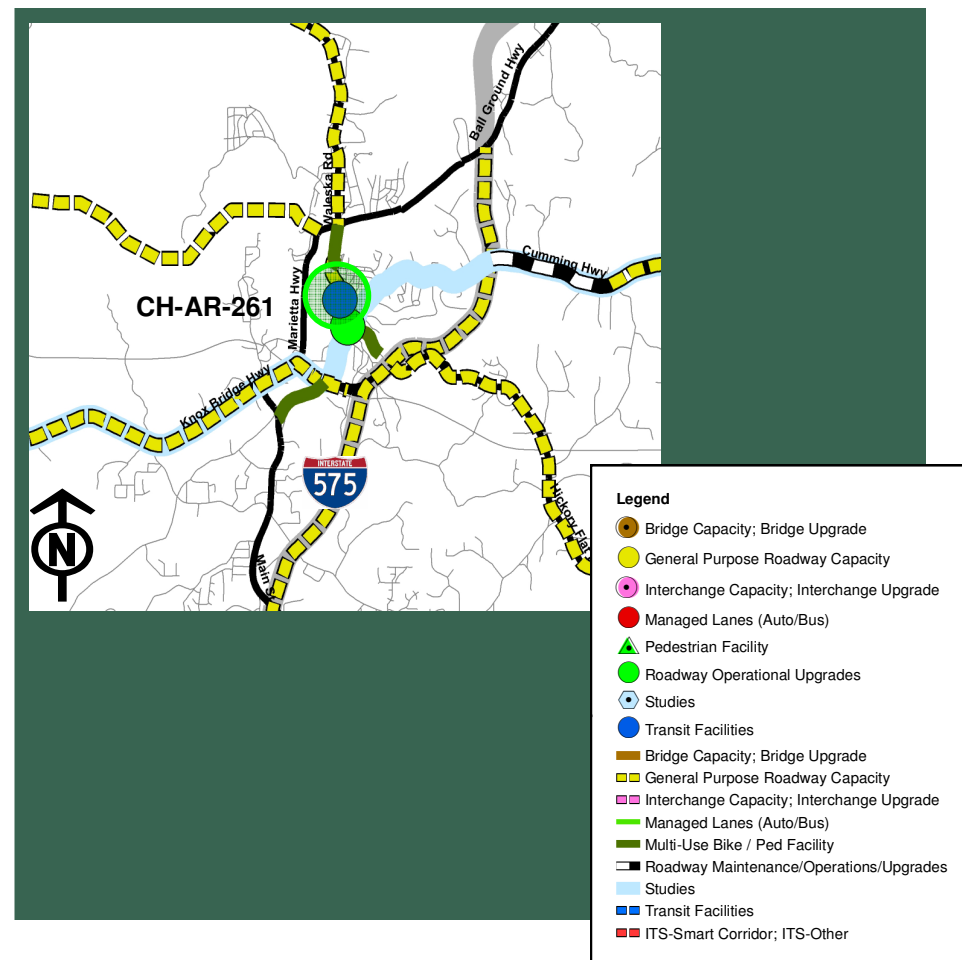 Ball Ground Hwy
Waleska Rd
Cumming Hwy
CH-AR-261
Marietta Hwy
Knox Bridge Hwy
INTERSTATE
575
Hickory Flat
N
Main S
Legend
Bridge Capacity; Bridge Upgrade
General Purpose Roadway Capacity
Interchange Capacity; Interchange Upgrade
Managed Lanes (Auto/Bus)
Pedestrian Facility
Roadway Operational Upgrades
Studies
Transit Facilities
Bridge Capacity; Bridge Upgrade
General Purpose Roadway Capacity
Interchange Capacity; Interchange Upgrade
Managed Lanes (Auto/Bus)
Multi-Use Bike / Ped Facility
Roadway Maintenance/Operations/Upgrades
Studies
Transit Facilities
ITS-Smart Corridor; ITS-Other